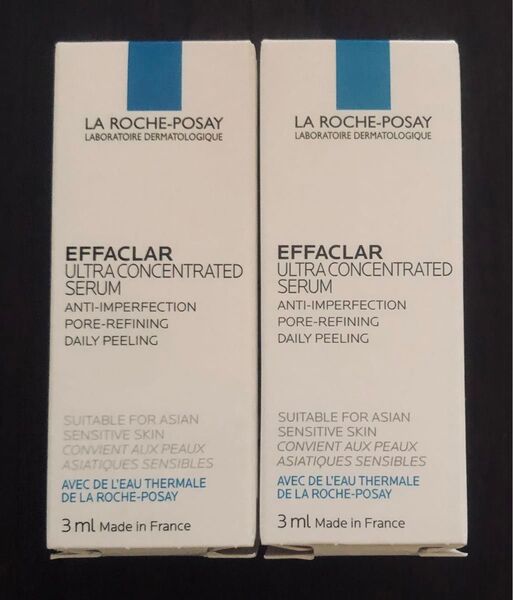 LA ROCHE-POSAY
LABORATOIRE DERMATOLOGIQUE
EFFACLAR
ULTRA CONCENTRATED
SERUM
ANTI-IMPERFECTION
PORE-REFINING
DAILY PEELING
SUITABLE FOR ASIAN
SENSITIVE SKIN
CONVIENT AUX PEAUX
ASIATIQUES SENSIBLES
AVEC DE L'EAU THERMALE
DE LA ROCHE-POSAY
3 ml Made in France
LA ROCHE-POSAY
LABORATOIRE DERMATOLOGIQUE
EFFACLAR
ULTRA CONCENTRATED
SERUM
ANTI-IMPERFECTION
PORE-REFINING
DAILY PEELING
SUITABLE FOR ASIAN
SENSITIVE SKIN
CONVIENT AUX PEAUX
ASIATIQUES SENSIBLES
AVEC DE L'EAU THERMALE
DE LA ROCHE-POSAY
3 ml Made in France